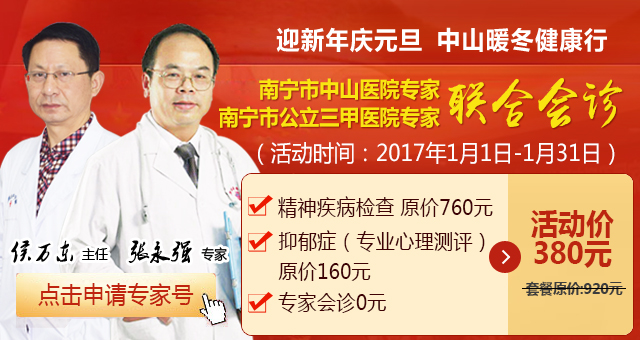 迎新年庆元旦 中山暖冬健康行
南宁市中山医院专家
南宁市公立三甲医院专家
联合会诊
（活动时间：2017年1月1日-1月31日）
精神疾病检查 原价760元
抑郁症（专业心理测评）
原价160元
专家会诊0元
活动价
380元
套餐原价:920元
侯万东 主任
张永强 专家
点击申请专家号